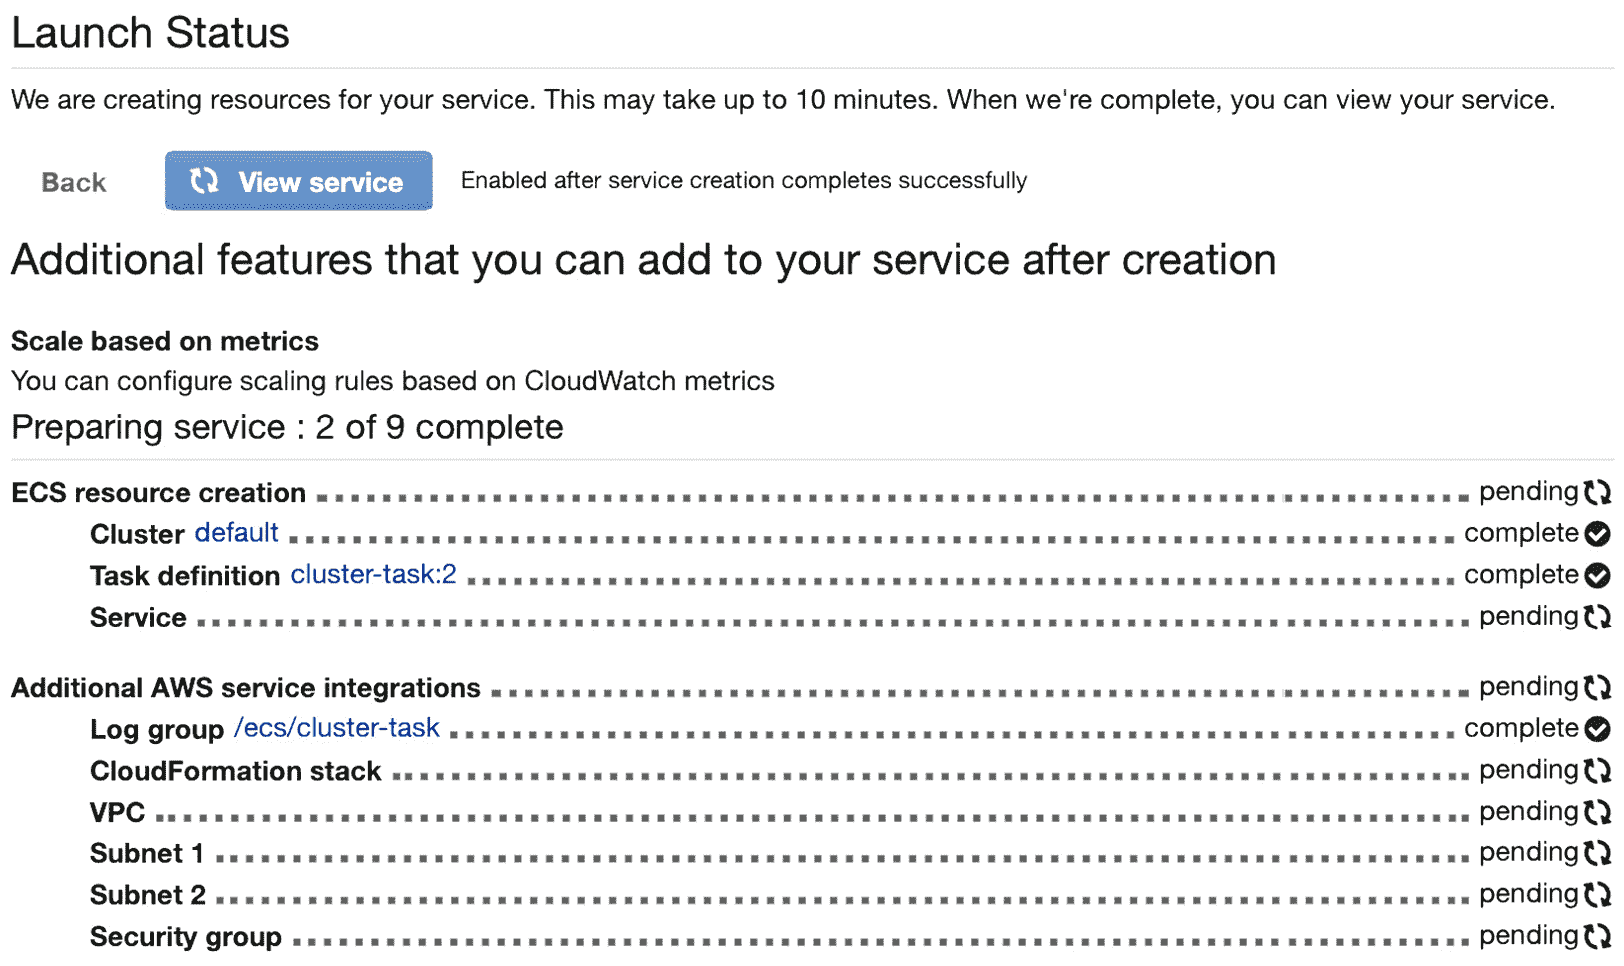 Launch Status
We are creating resources for your service. This may take up to 10 minutes. When we're complete, you can view your service.
Back View service Enabled after service creation completes successfully
Additional features that you can add to your service after creation
Scale based on metrics
You can configure scaling rules based on CloudWatch metrics
Preparing service : 2 of 9 complete
ECS resource creation pending
Cluster default complete
Task definition cluster-task:2 complete
Service pending
Additional AWS service integrations pending
Log group /ecs/cluster-task complete
CloudFormation stack pending
VPC pending
Subnet 1 pending
Subnet 2 pending
Security group pending